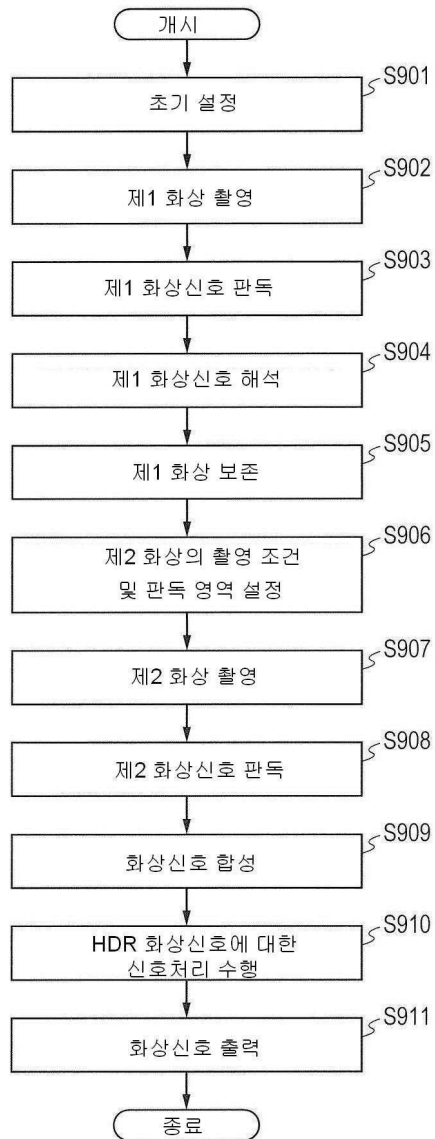 개시
S901
초기 설정
S902
제1 화상 촬영
S903
제1 화상신호 판독
S904
제1 화상신호 해석
S905
제1 화상 보존
S906
제2 화상의 촬영 조건
및 판독 영역 설정
S907
제2 화상 촬영
S908
제2 화상신호 판독
S909
화상신호 합성
S910
HDR 화상신호에 대한
신호처리 수행
S911
화상신호 출력
종료